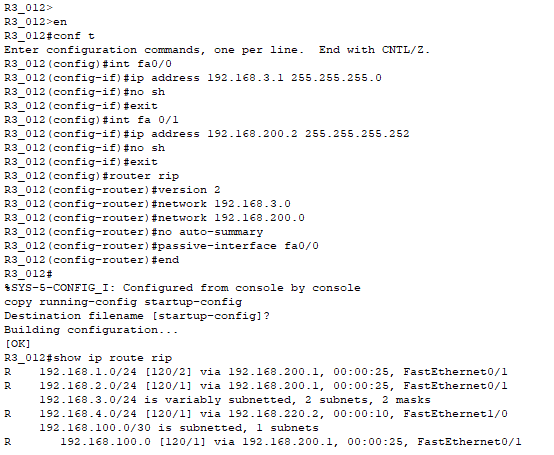 R3_012>
R3_012>en
R3_012#conf t
Enter configuration commands, one per line.  End with CNTL/Z.
R3_012(config)#int fa0/0
R3_012(config-if)#ip address 192.168.3.1 255.255.255.0
R3_012(config-if)#no sh
R3_012(config-if)#exit
R3_012(config)#int fa 0/1
R3_012(config-if)#ip address 192.168.200.2 255.255.255.252
R3_012(config-if)#no sh
R3_012(config-if)#exit
R3_012(config)#router rip
R3_012(config-router)#version 2
R3_012(config-router)#network 192.168.3.0
R3_012(config-router)#network 192.168.200.0
R3_012(config-router)#no auto-summary
R3_012(config-router)#passive-interface fa0/0
R3_012(config-router)#end
R3_012#
%SYS-5-CONFIG_I: Configured from console by console
copy running-config startup-config
Destination filename [startup-config]?
Building configuration...
[OK]
R3_012#show ip route rip
R    192.168.1.0/24 [120/2] via 192.168.200.1, 00:00:25, FastEthernet0/1
R    192.168.2.0/24 [120/1] via 192.168.200.1, 00:00:25, FastEthernet0/1
     192.168.3.0/24 is variably subnetted, 2 subnets, 2 masks
R    192.168.4.0/24 [120/1] via 192.168.220.2, 00:00:10, FastEthernet1/0
     192.168.100.0/30 is subnetted, 1 subnets
R       192.168.100.0 [120/1] via 192.168.200.1, 00:00:25, FastEthernet0/1